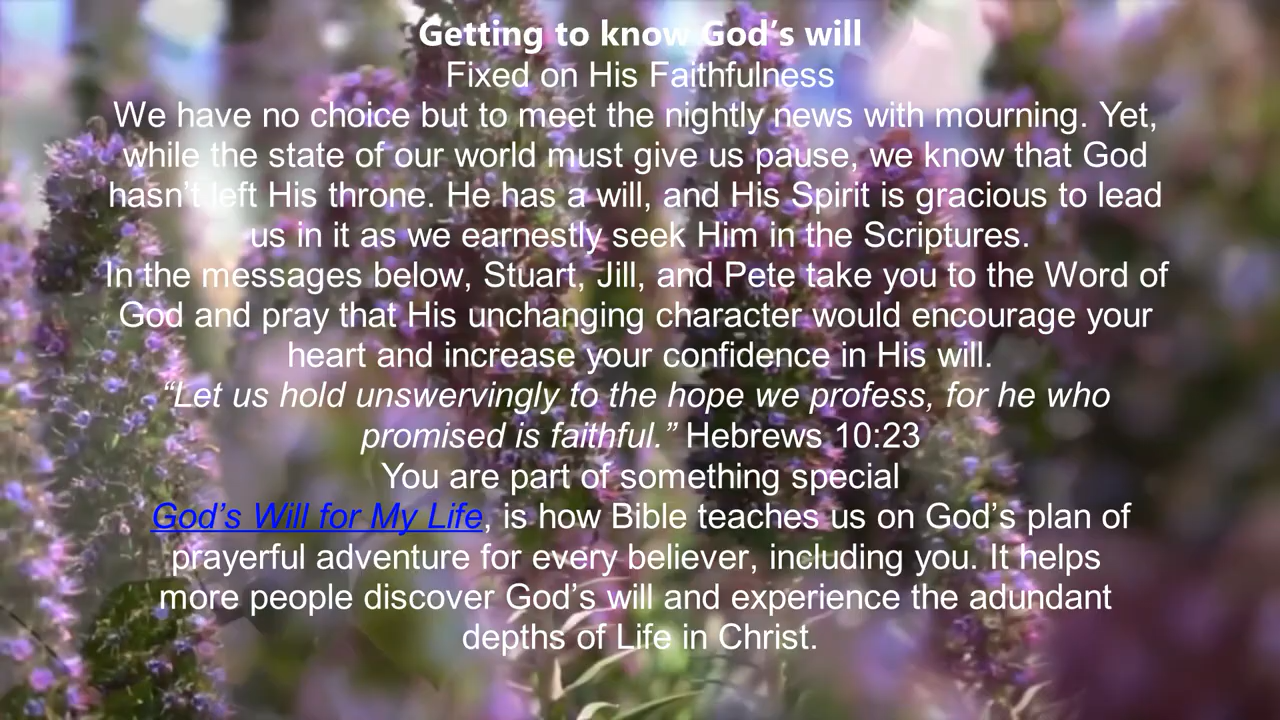 Getting to know God’s will
Fixed on His Faithfulness
We have no choice but to meet the nightly news with mourning. Yet,
while the state of our world must give us pause, we know that God
hasn’t left His throne. He has a will, and His Spirit is gracious to lead
us in it as we earnestly seek Him in the Scriptures.
In the messages below, Stuart, Jill, and Pete take you to the Word of
God and pray that His unchanging character would encourage your
heart and increase your confidence in His will.
“Let us hold unswervingly to the hope we profess, for he who
promised is faithful.” Hebrews 10:23
You are part of something special
God’s Will for My Life, is how Bible teaches us on God’s plan of
prayerful adventure for every believer, including you. It helps
more people discover God’s will and experience the adundant
depths of Life in Christ.